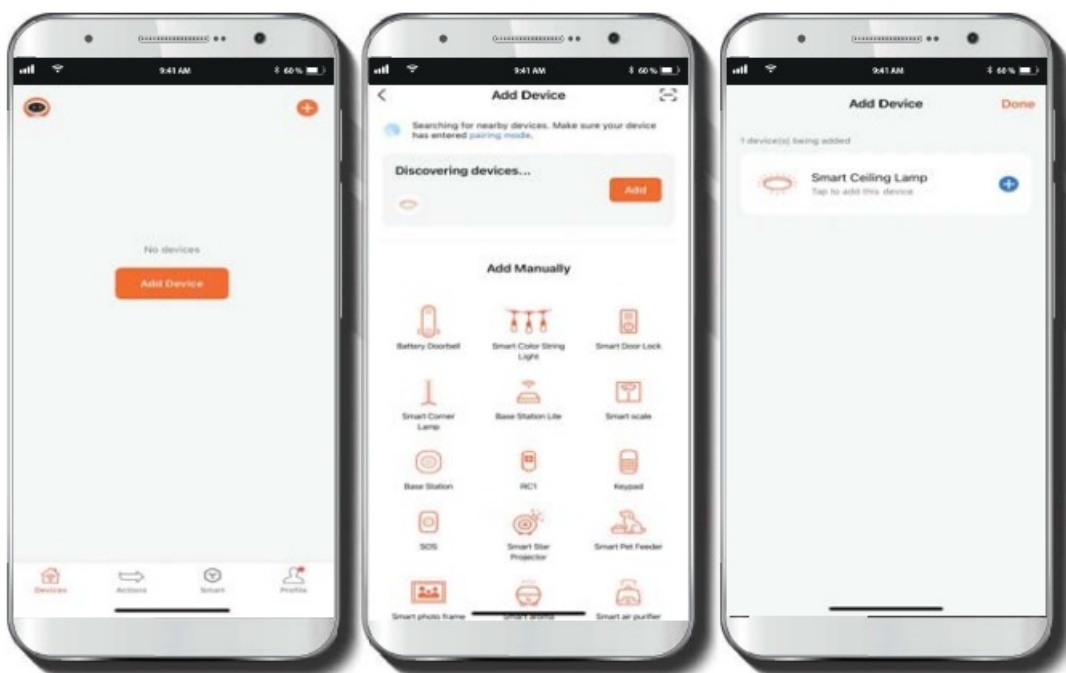 9:41 AM
60%
No devices
Add Device
Devices
Actions
Smart
Profile
9:41 AM
60%
Add Device
Searching for nearby devices. Make sure your device
has entered pairing mode.
Discovering devices...
Add
Add Manually
Battery Doorbell
Smart Color String
Light
Smart Door Lock
Smart Corner
Lamp
Base Station Lite
Smart scale
Base Station
RC1
Keypad
SOS
Smart Star
Projector
Smart Pet Feeder
Smart photo frame
Smart aroma
Smart air purifier
9:41 AM
60%
Add Device
Done
1 device(s) being added
Smart Ceiling Lamp
Tap to add this device